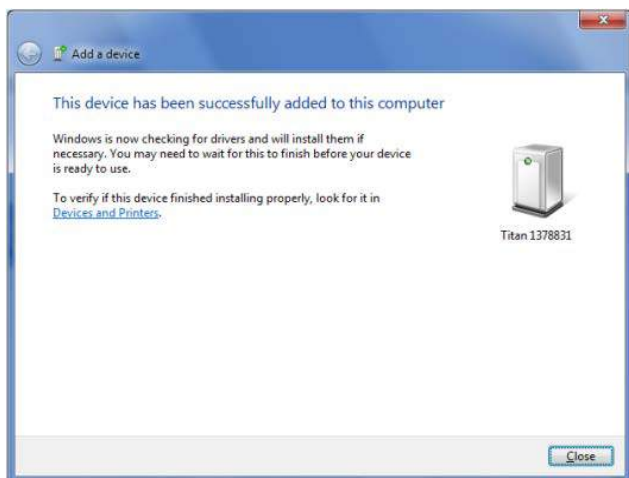 Add a device
This device has been successfully added to this computer
Windows is now checking for drivers and will install them if
necessary. You may need to wait for this to finish before your device
is ready to use.
To verify if this device finished installing properly, look for it in
Devices and Printers.
Titan 1378831
Close